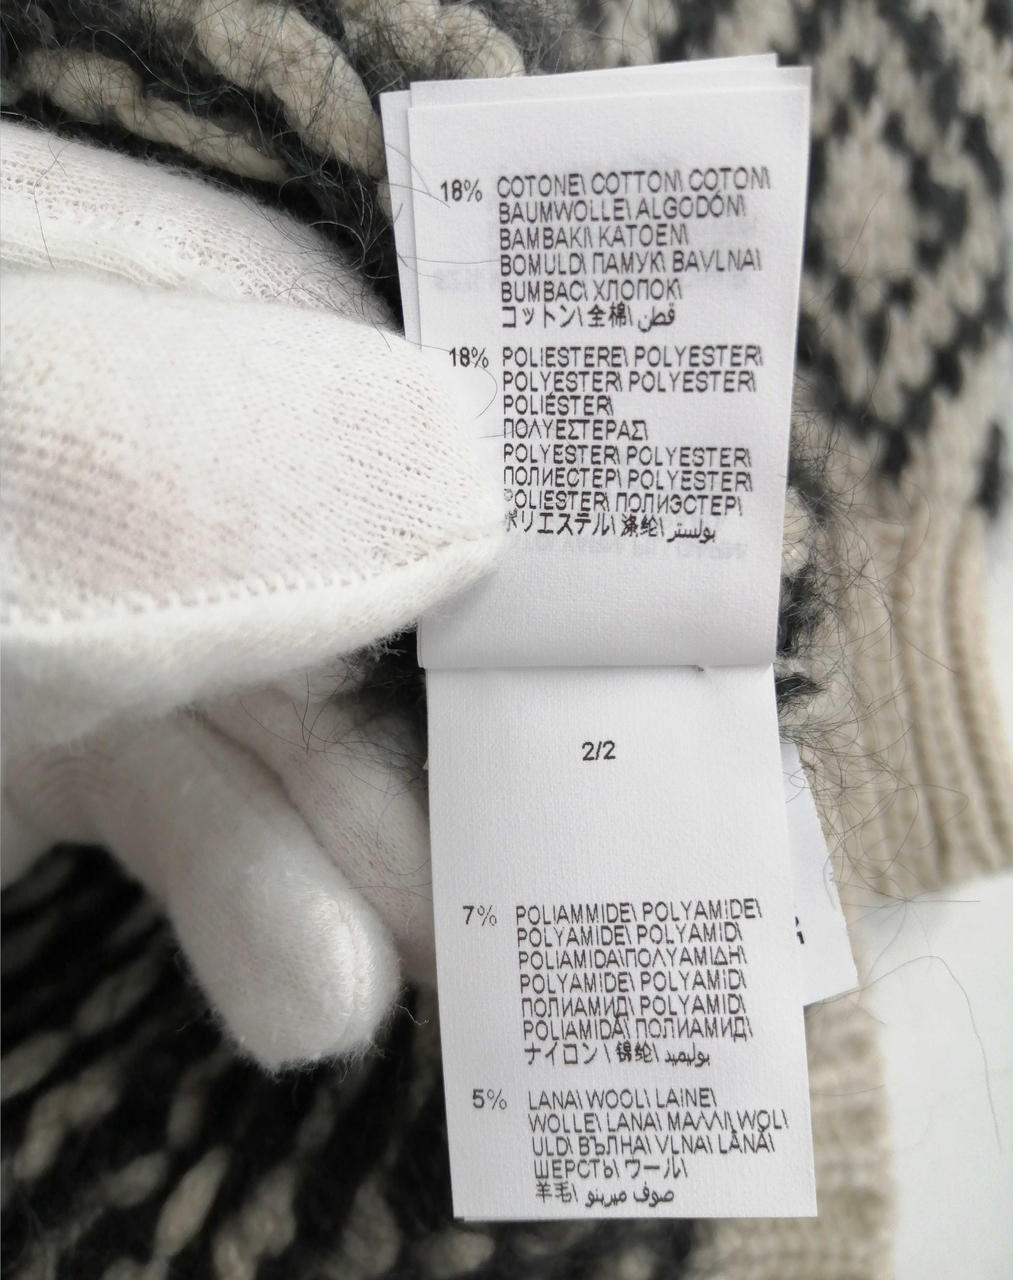 18% COTONE\ COTTON\ COTON\
BAUMWOLLE\ ALGODÓN\
BAMBAKI\ KATOEN\
BOMULD\ ПАМУК\ BAVLNA\
BUMBAC\ ХЛОПОК\
コットン\ 全棉\ قطن
18% POLIESTERE\ POLYESTER\
POLYESTER\ POLYESTER\
POLIÉSTER\
ΠΟΛΥΕΣΤΕΡΑΣ\
POLYESTER\ POLYESTER\
ПОЛИЕСТЕР\ POLYESTER\
POLIESTER\ ПОЛИЭСТЕР\
ポリエステル\ 涤纶\ بولستر
2/2
7% POLIAMMIDE\ POLYAMIDE\
POLYAMIDE\ POLYAMID\
POLIAMIDA\ΠΟΛΥΑΜΙΔΗ\
POLYAMIDE\ POLYAMID\
ПОЛИАМИД\ POLYAMID\
POLIAMIDĂ\ ПОЛИАМИД\
ナイロン\ 锦纶\ بوليميد
5% LANA\ WOOL\ LAINE\
WOLLE\ LANA\ ΜΑΛΛΙ\ WOL\
ULD\ ВЪЛНА\ VLNA\ LÂNĂ\
ШЕРСТЬ\ ウール\
羊毛\ صوف ميرينو